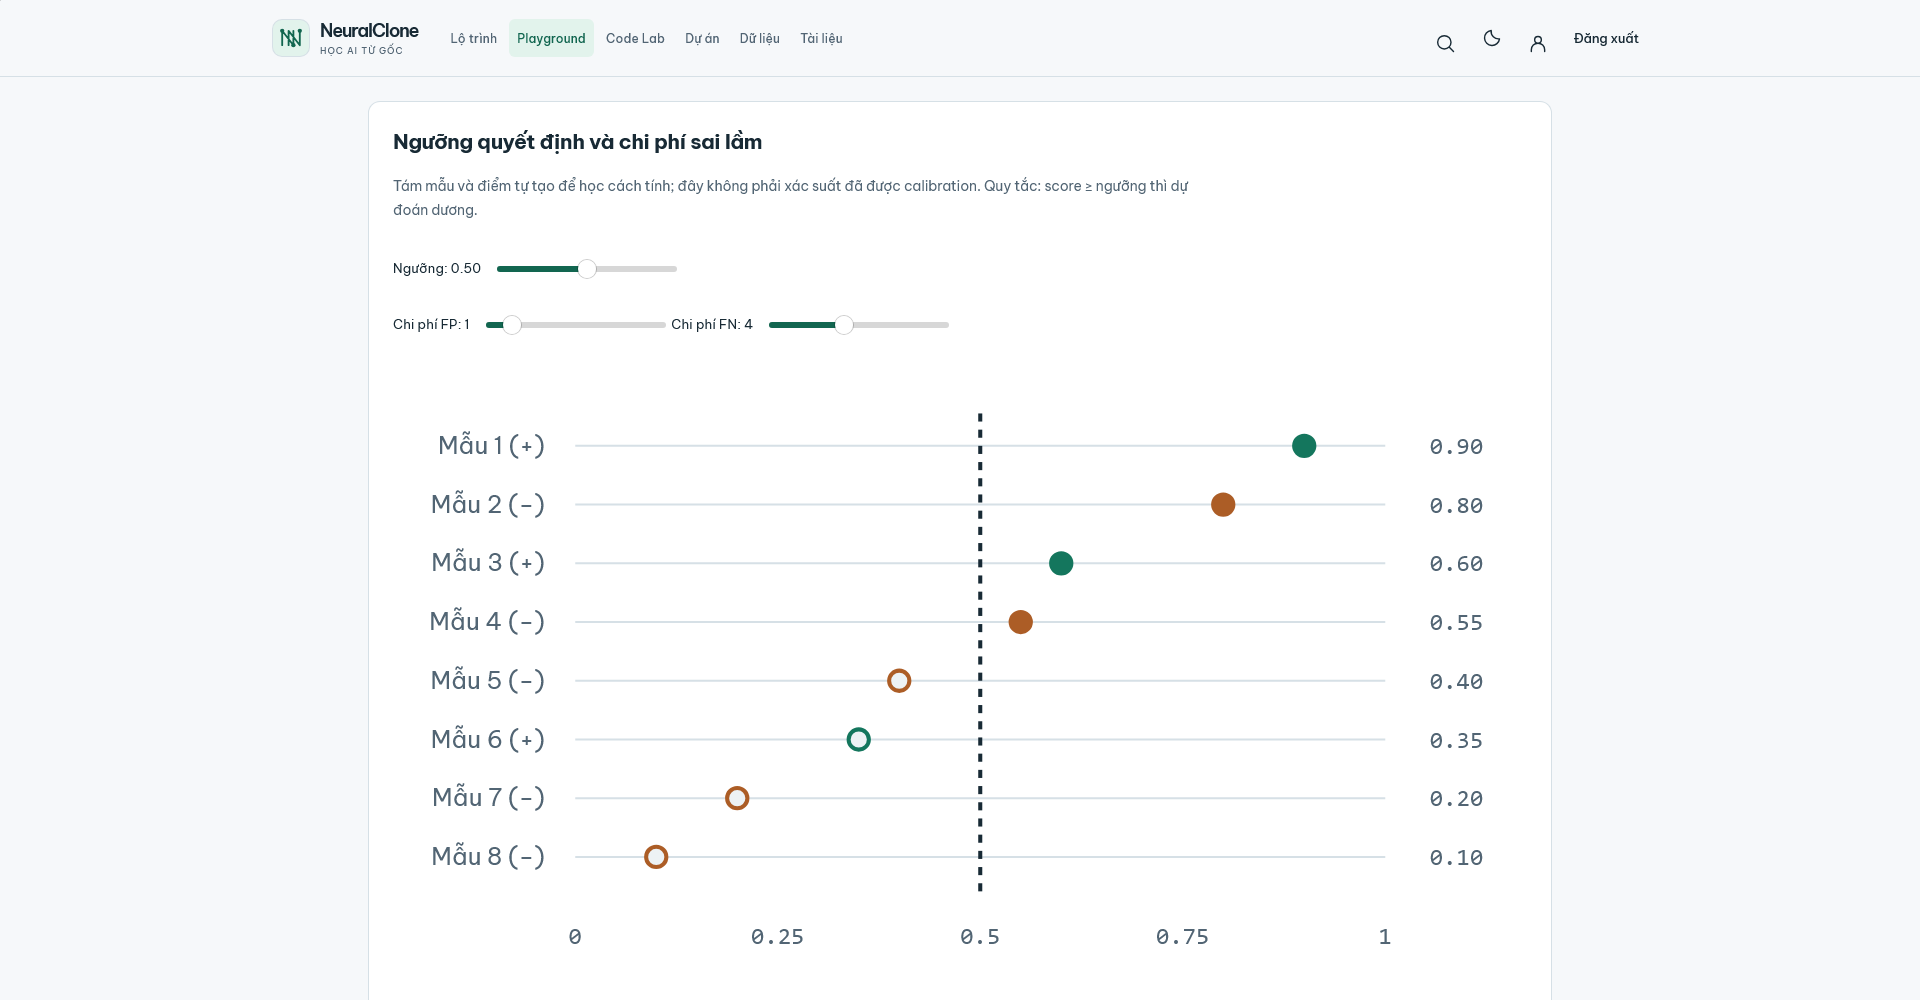 NeuralClone
HỌC AI TỪ GỐC
Lộ trình
Playground
Code Lab
Dự án
Dữ liệu
Tài liệu
Đăng xuất
Ngưỡng quyết định và chi phí sai lầm
Tám mẫu và điểm tự tạo để học cách tính; đây không phải xác suất đã được calibration. Quy tắc: score ≥ ngưỡng thì dự
đoán dương.
Ngưỡng: 0.50
Chi phí FP: 1
Chi phí FN: 4
Mẫu 1 (+) 0.90
Mẫu 2 (−) 0.80
Mẫu 3 (+) 0.60
Mẫu 4 (−) 0.55
Mẫu 5 (−) 0.40
Mẫu 6 (+) 0.35
Mẫu 7 (−) 0.20
Mẫu 8 (−) 0.10
0 0.25 0.5 0.75 1